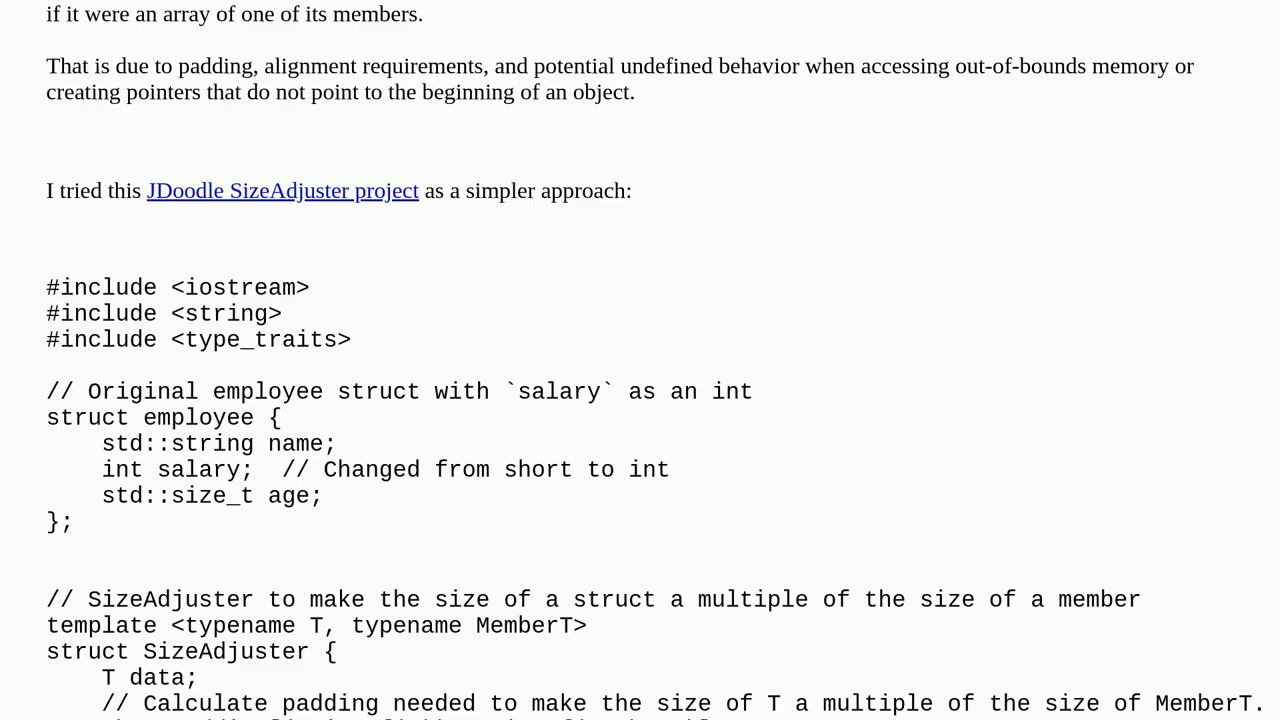 if it were an array of one of its members.
That is due to padding, alignment requirements, and potential undefined behavior when accessing out-of-bounds memory or
creating pointers that do not point to the beginning of an object.
I tried this JDoodle SizeAdjuster project as a simpler approach:
#include <iostream>
#include <string>
#include <type_traits>
// Original employee struct with `salary` as an int
struct employee {
    std::string name;
    int salary;  // Changed from short to int
    std::size_t age;
};
// SizeAdjuster to make the size of a struct a multiple of the size of a member
template <typename T, typename MemberT>
struct SizeAdjuster {
    T data;
    // Calculate padding needed to make the size of T a multiple of the size of MemberT.